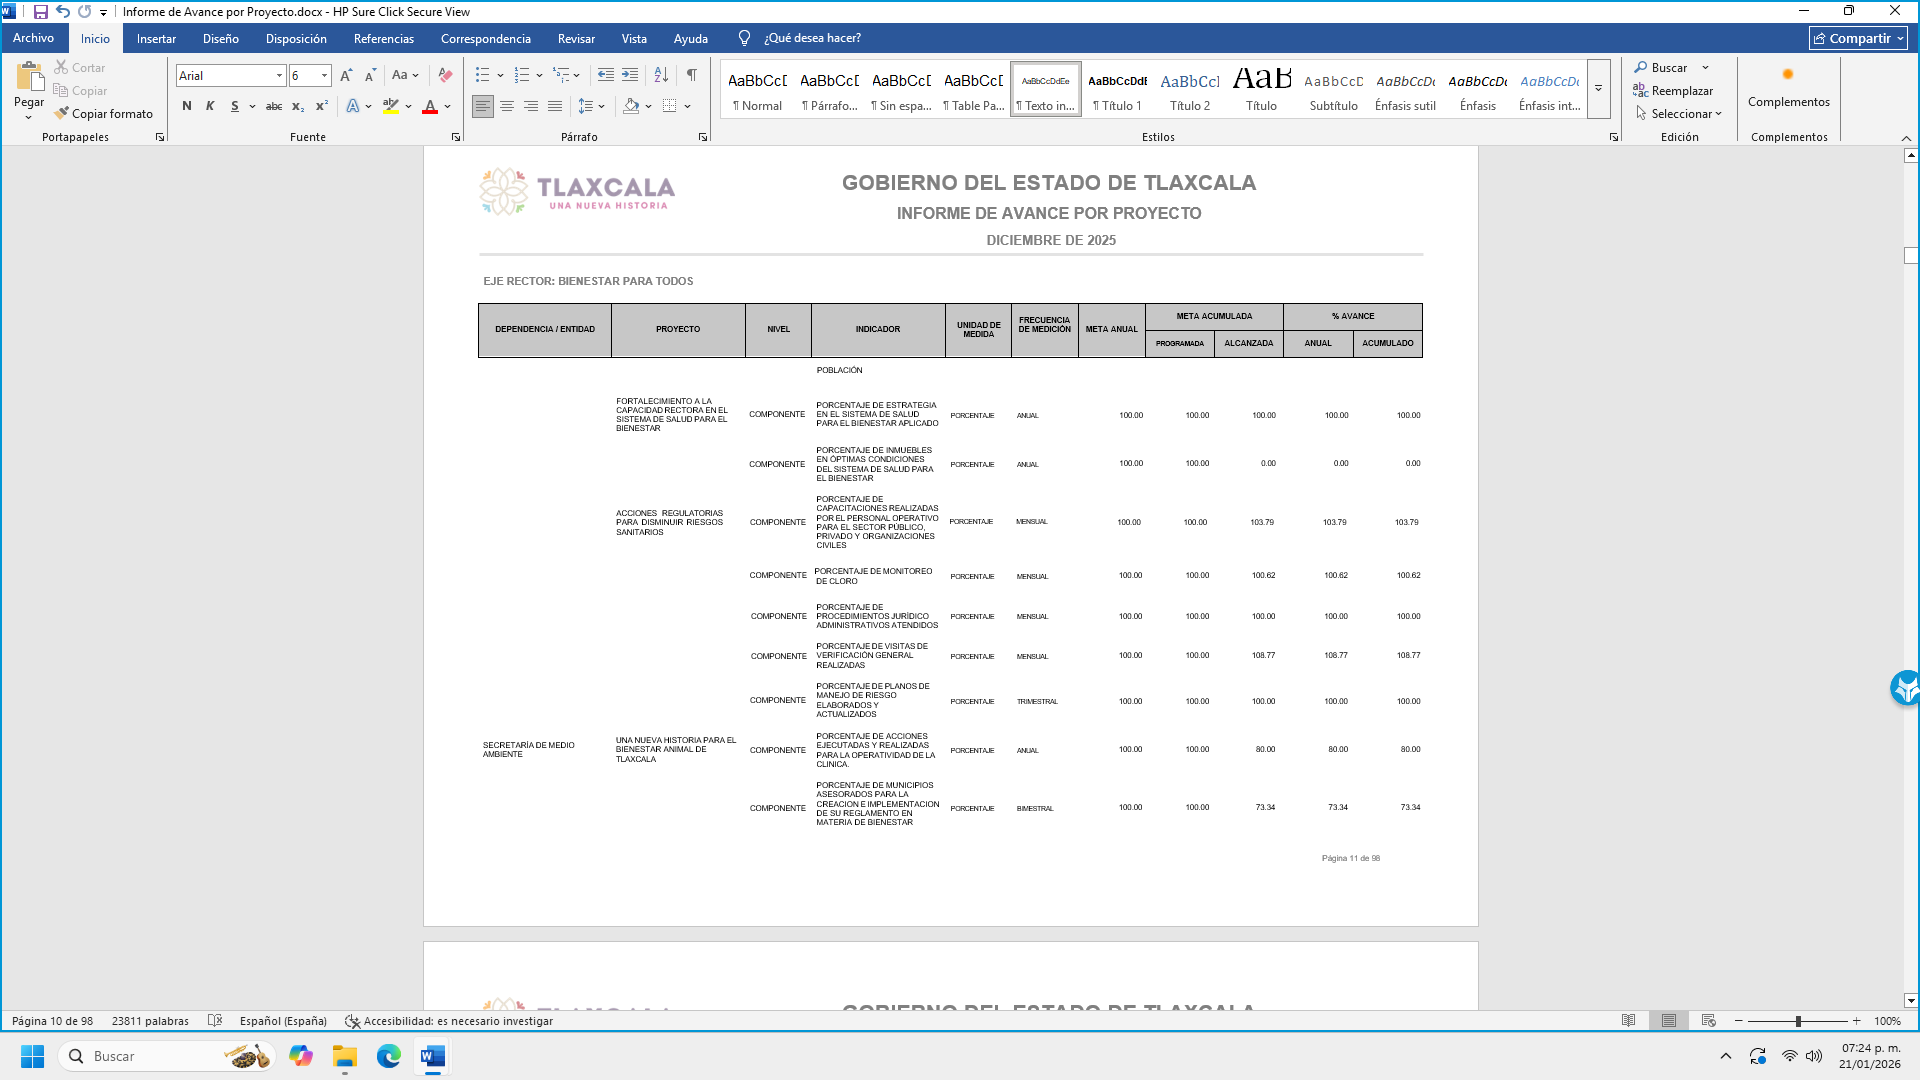 Informe de Avance por Proyecto.docx - HP Sure Click Secure View
Archivo Inicio Insertar Diseño Disposición Referencias Correspondencia Revisar Vista Ayuda ¿Qué desea hacer? Compartir
Pegar Cortar Copiar Copiar formato
Arial 6
AaBbCcDdEe
¶ Normal ¶ Párrafo... ¶ Sin espa... ¶ Table Pa... ¶ Texto in... ¶ Título 1 Título 2 Título Subtítulo Énfasis sutil Énfasis Énfasis int...
Buscar
Reemplazar
Seleccionar
Complementos
Portapapeles Fuente Párrafo Estilos Edición Complementos
TLAXCALA
UNA NUEVA HISTORIA
GOBIERNO DEL ESTADO DE TLAXCALA
INFORME DE AVANCE POR PROYECTO
DICIEMBRE DE 2025
EJE RECTOR: BIENESTAR PARA TODOS
DEPENDENCIA / ENTIDAD PROYECTO NIVEL INDICADOR UNIDAD DE MEDIDA FRECUENCIA DE MEDICIÓN META ANUAL META ACUMULADA % AVANCE
PROGRAMADA ALCANZADA ANUAL ACUMULADO
POBLACIÓN
FORTALECIMIENTO A LA CAPACIDAD RECTORA EN EL SISTEMA DE SALUD PARA EL BIENESTAR COMPONENTE PORCENTAJE DE ESTRATEGIA EN EL SISTEMA DE SALUD PARA EL BIENESTAR APLICADO PORCENTAJE ANUAL 100.00 100.00 100.00 100.00 100.00
COMPONENTE PORCENTAJE DE INMUEBLES EN ÓPTIMAS CONDICIONES DEL SISTEMA DE SALUD PARA EL BIENESTAR PORCENTAJE ANUAL 100.00 100.00 0.00 0.00 0.00
ACCIONES REGULATORIAS PARA DISMINUIR RIESGOS SANITARIOS COMPONENTE PORCENTAJE DE CAPACITACIONES REALIZADAS POR EL PERSONAL OPERATIVO PARA EL SECTOR PÚBLICO, PRIVADO Y ORGANIZACIONES CIVILES PORCENTAJE MENSUAL 100.00 100.00 103.79 103.79 103.79
COMPONENTE PORCENTAJE DE MONITOREO DE CLORO PORCENTAJE MENSUAL 100.00 100.00 100.62 100.62 100.62
COMPONENTE PORCENTAJE DE PROCEDIMIENTOS JURÍDICO ADMINISTRATIVOS ATENDIDOS PORCENTAJE MENSUAL 100.00 100.00 100.00 100.00 100.00
COMPONENTE PORCENTAJE DE VISITAS DE VERIFICACIÓN GENERAL REALIZADAS PORCENTAJE MENSUAL 100.00 100.00 108.77 108.77 108.77
COMPONENTE PORCENTAJE DE PLANOS DE MANEJO DE RIESGO ELABORADOS Y ACTUALIZADOS PORCENTAJE TRIMESTRAL 100.00 100.00 100.00 100.00 100.00
SECRETARÍA DE MEDIO AMBIENTE UNA NUEVA HISTORIA PARA EL BIENESTAR ANIMAL DE TLAXCALA COMPONENTE PORCENTAJE DE ACCIONES EJECUTADAS Y REALIZADAS PARA LA OPERATIVIDAD DE LA CLINICA. PORCENTAJE ANUAL 100.00 100.00 80.00 80.00 80.00
COMPONENTE PORCENTAJE DE MUNICIPIOS ASESORADOS PARA LA CREACION E IMPLEMENTACION DE SU REGLAMENTO EN MATERIA DE BIENESTAR PORCENTAJE BIMESTRAL 100.00 100.00 73.34 73.34 73.34
Página 11 de 98
TLAXCALA GOBIERNO DEL ESTADO DE TLAXCALA
Página 10 de 98 23811 palabras Español (España) Accesibilidad: es necesario investigar 100%
Buscar
07:24 p. m.
21/01/2026